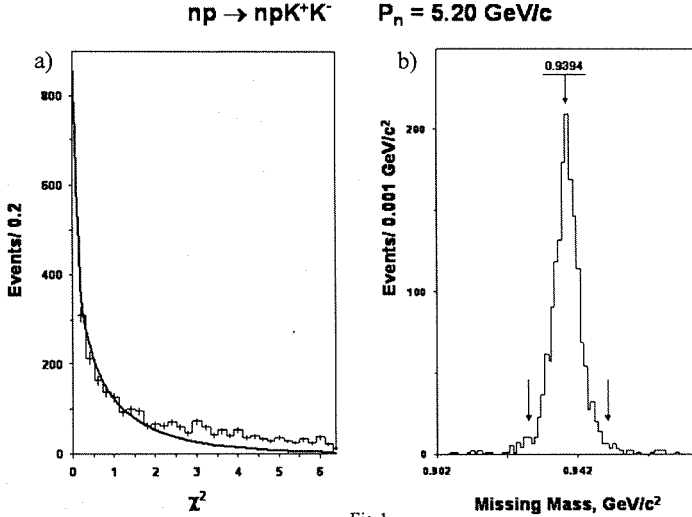 np → npK⁺K⁻ Pₙ = 5.20 GeV/c
a)
800
600
400
200
0
Events/ 0.2
0 1 2 3 4 5 6
χ²
b)
0.9394
200
100
0
Events/ 0.001 GeV/c²
0.902 0.942
Missing Mass, GeV/c²